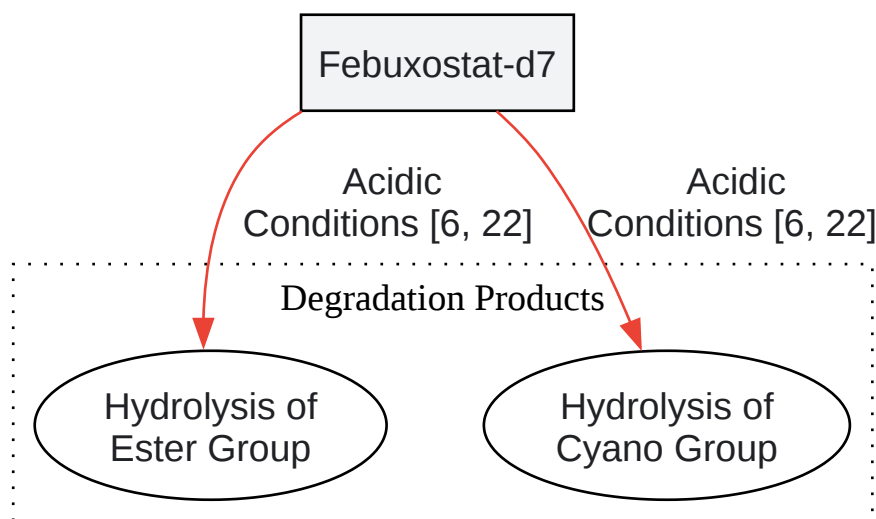 Febuxostat-d7
Acidic
Conditions [6, 22]
Acidic
Conditions [6, 22]
Degradation Products
Hydrolysis of
Ester Group
Hydrolysis of
Cyano Group